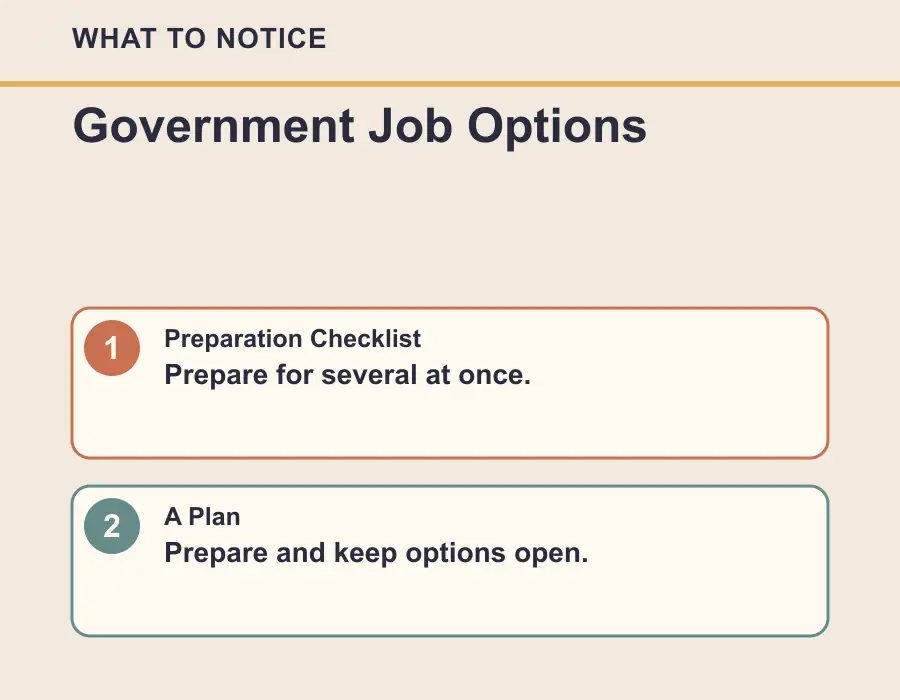 WHAT TO NOTICE
Government Job Options
1
Preparation Checklist
Prepare for several at once.
2
A Plan
Prepare and keep options open.